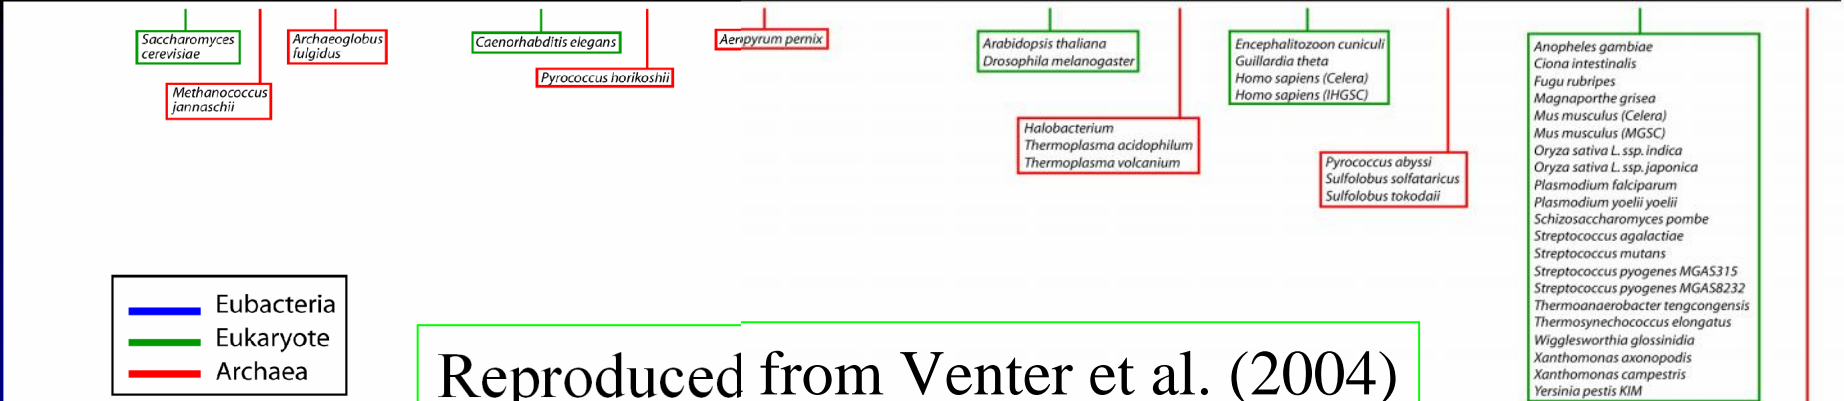 Saccharomyces
cerevisiae
Methanococcus
jannaschii
Archaeoglobus
fulgidus
Caenorhabditis elegans
Pyrococcus horikoshii
Aeropyrum pernix
Arabidopsis thaliana
Drosophila melanogaster
Halobacterium
Thermoplasma acidophilum
Thermoplasma volcanium
Encephalitozoon cuniculi
Guillardia theta
Homo sapiens (Celera)
Homo sapiens (IHGSC)
Pyrococcus abyssi
Sulfolobus solfataricus
Sulfolobus tokodaii
Anopheles gambiae
Ciona intestinalis
Fugu rubripes
Magnaporthe grisea
Mus musculus (Celera)
Mus musculus (MGSC)
Oryza sativa L. ssp. indica
Oryza sativa L. ssp. japonica
Plasmodium falciparum
Plasmodium yoelii yoelii
Schizosaccharomyces pombe
Streptococcus agalactiae
Streptococcus mutans
Streptococcus pyogenes MGAS315
Streptococcus pyogenes MGAS8232
Thermoanaerobacter tengcongensis
Thermosynechococcus elongatus
Wigglesworthia glossinidia
Xanthomonas axonopodis
Xanthomonas campestris
Yersinia pestis KIM
Eubacteria
Eukaryote
Archaea
Reproduced from Venter et al. (2004)